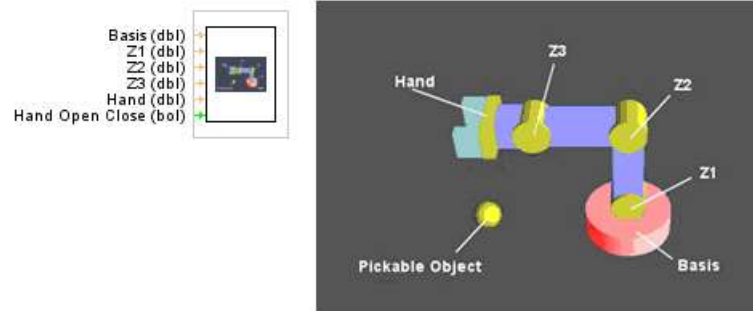 Basis (dbl)
Z1 (dbl)
Z2 (dbl)
Z3 (dbl)
Hand (dbl)
Hand Open Close (bol)
Z3
Hand
Z2
Z1
Pickable Object
Basis